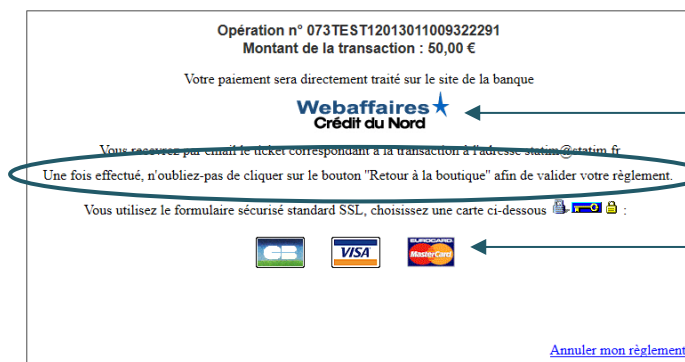 Opération n° 073TEST12013011009322291
Montant de la transaction : 50,00 €
Votre paiement sera directement traité sur le site de la banque
Webaffaires
Crédit du Nord
Vous recevrez par email le ticket correspondant à la transaction à l'adresse statim@statim.fr
Une fois effectué, n'oubliez-pas de cliquer sur le bouton "Retour à la boutique" afin de valider votre règlement.
Vous utilisez le formulaire sécurisé standard SSL, choisissez une carte ci-dessous :
CB VISA EUROCARD MasterCard
Annuler mon règlement